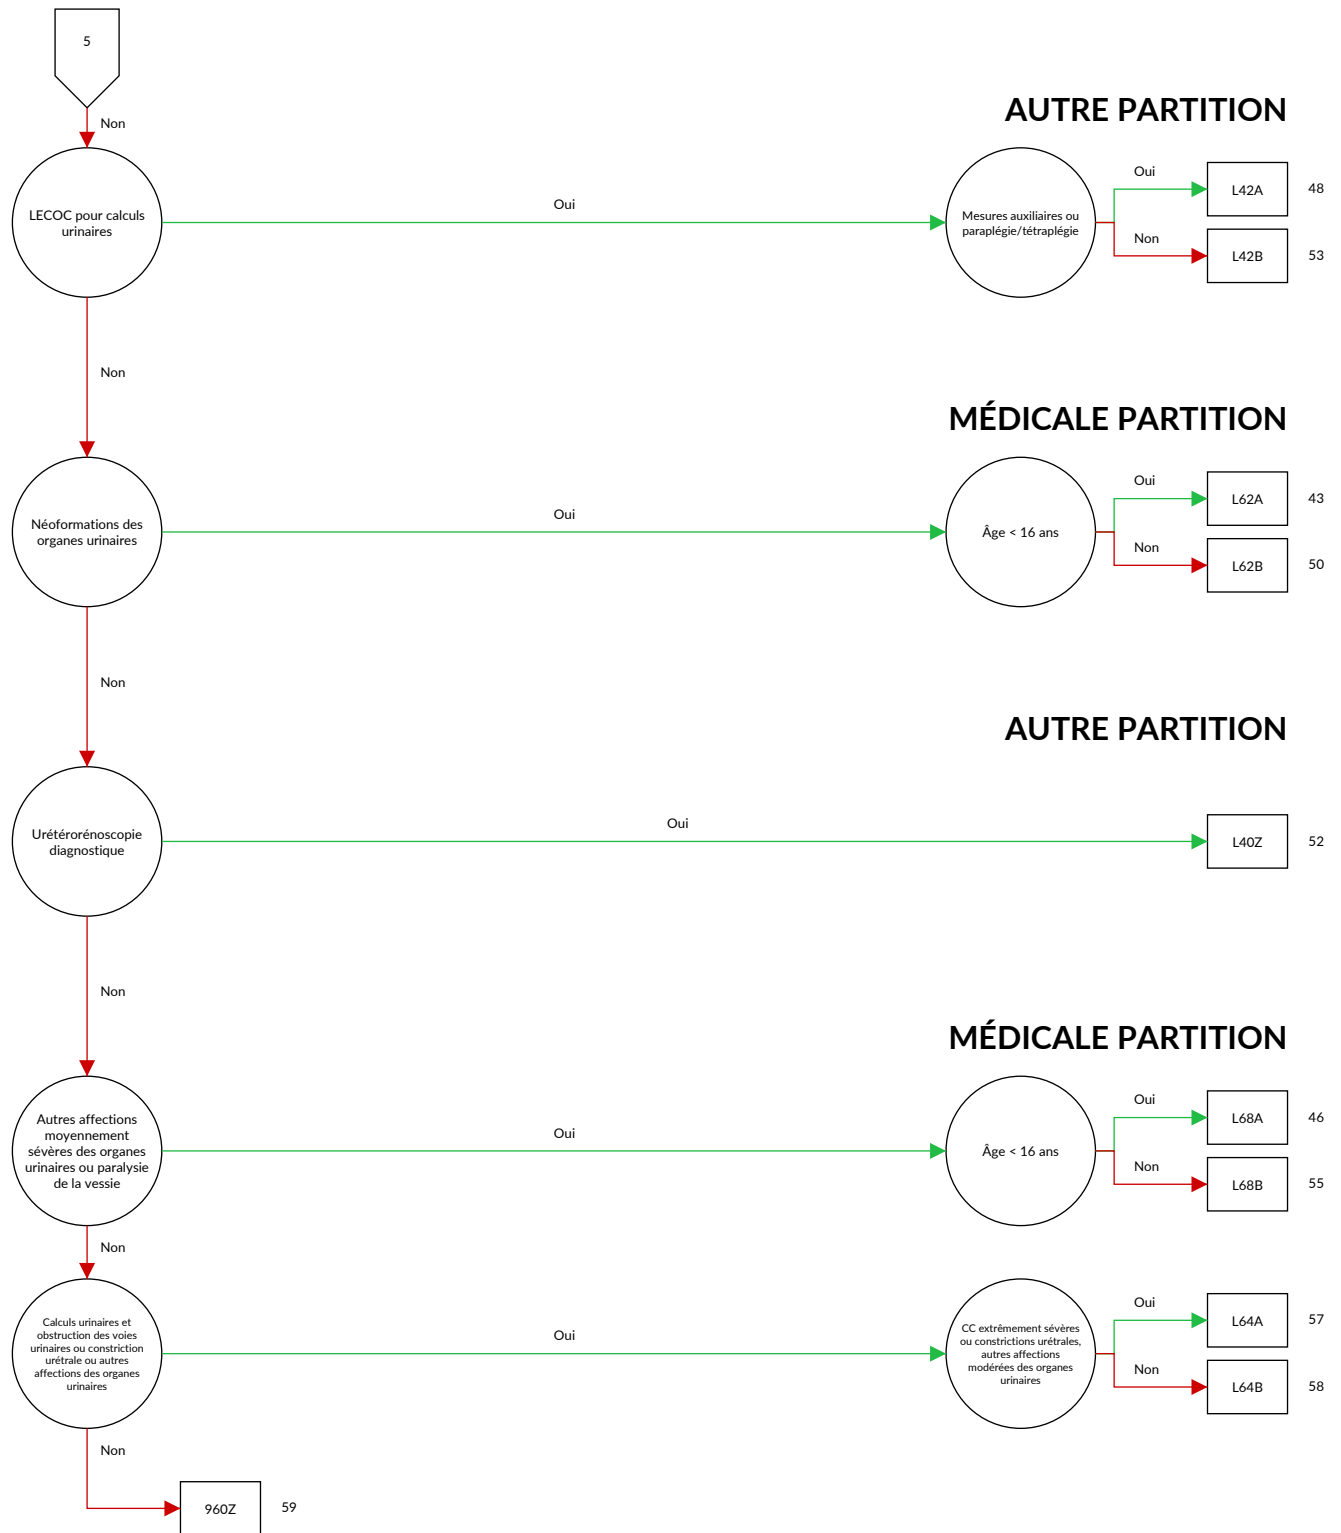 5
Non
AUTRE PARTITION
LECOC pour calculs
urinaires
Oui
Mesures auxiliaires ou
paraplégie/tétraplégie
Oui
L42A
48
Non
L42B
53
Non
MÉDICALE PARTITION
Néoformations des
organes urinaires
Oui
Âge < 16 ans
Oui
L62A
43
Non
L62B
50
Non
AUTRE PARTITION
Urétérorénoscopie
diagnostique
Oui
L40Z
52
Non
MÉDICALE PARTITION
Autres affections
moyennement
sévères des organes
urinaires ou paralysie
de la vessie
Oui
Âge < 16 ans
Oui
L68A
46
Non
L68B
55
Non
Calculs urinaires et
obstruction des voies
urinaires ou constriction
urétrale ou autres
affections des organes
urinaires
Oui
CC extrêmement sévères
ou constrictions urétrales,
autres affections
modérées des organes
urinaires
Oui
L64A
57
Non
L64B
58
Non
960Z
59